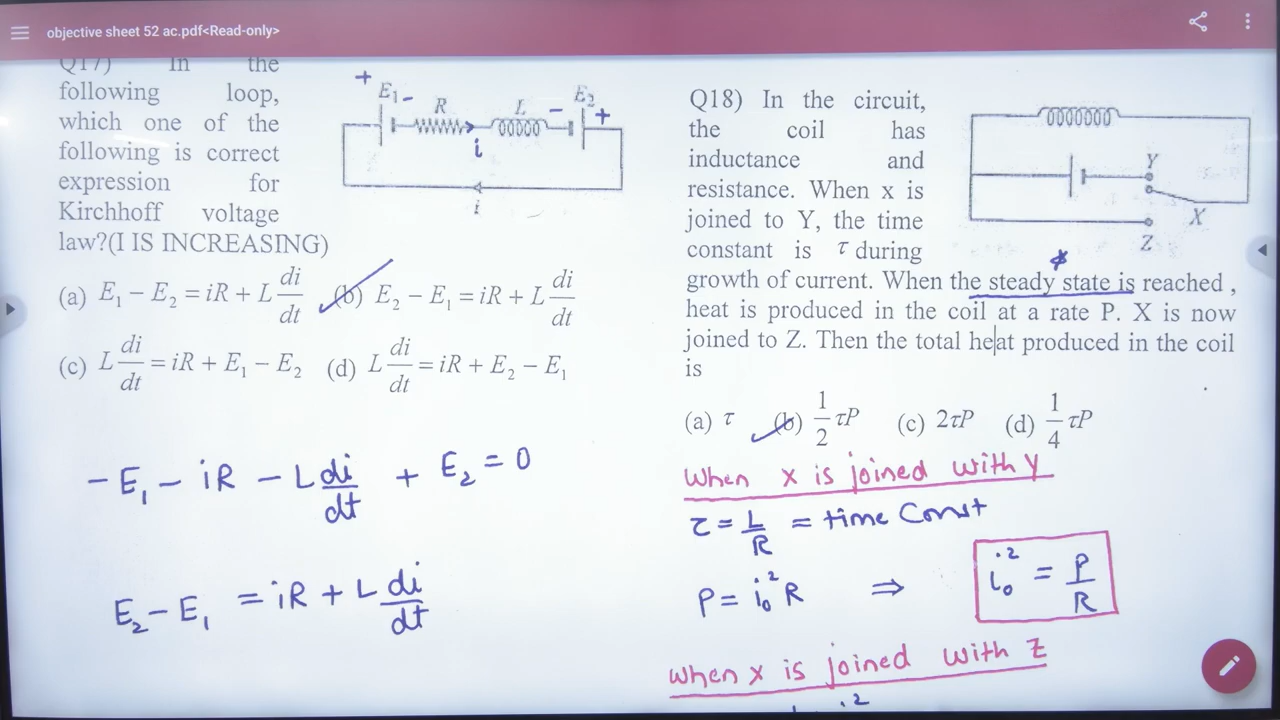 objective sheet 52 ac.pdf<Read-only>
Q17) In the
following loop,
which one of the
following is correct
expression for
Kirchhoff voltage
law?(I IS INCREASING)
+ E₁ - R L - E₂ +
i
i
(a) E₁ − E₂ = iR + L di/dt (b) E₂ − E₁ = iR + L di/dt
(c) L di/dt = iR + E₁ − E₂ (d) L di/dt = iR + E₂ − E₁
- E₁ - iR - L di/dt + E₂ = 0
E₂ - E₁ = iR + L di/dt
Q18) In the circuit,
the coil has
inductance and
resistance. When x is
joined to Y, the time
constant is τ during
growth of current. When the steady state is reached ,
heat is produced in the coil at a rate P. X is now
joined to Z. Then the total heat produced in the coil
is
Y
X
Z
(a) τ (b) 1/2 τP (c) 2τP (d) 1/4 τP
When x is joined with Y
τ = L/R = time Const
P = i₀² R ⇒ i₀² = P/R
When x is joined with Z